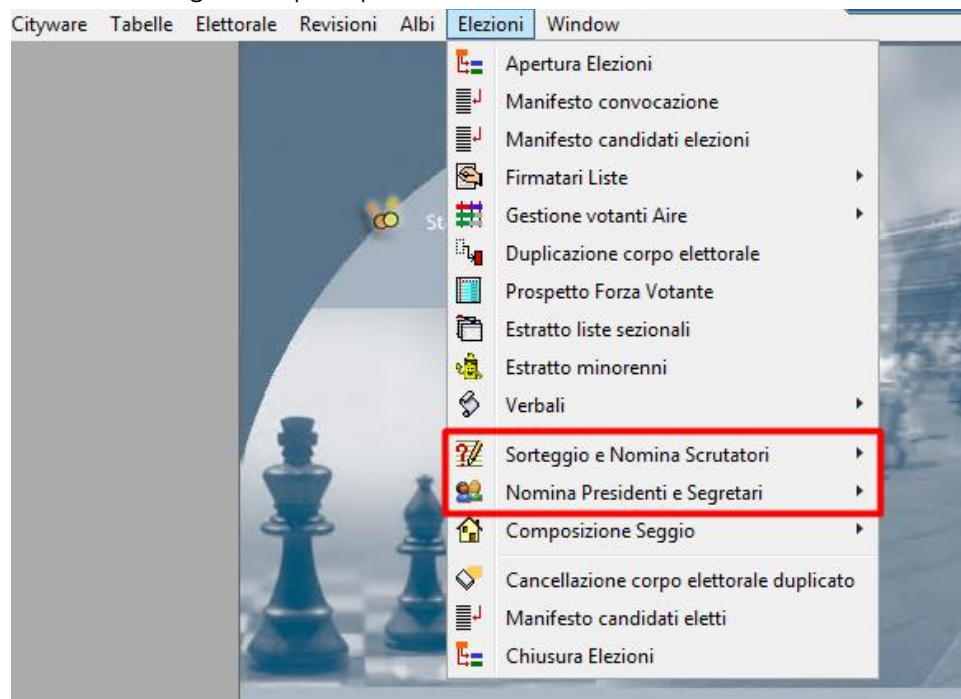 Cityware Tabelle Elettorale Revisioni Albi Elezioni Window
Apertura Elezioni
Manifesto convocazione
Manifesto candidati elezioni
Firmatari Liste
Gestione votanti Aire
Duplicazione corpo elettorale
Prospetto Forza Votante
Estratto liste sezionali
Estratto minorenni
Verbali
Sorteggio e Nomina Scrutatori
Nomina Presidenti e Segretari
Composizione Seggio
Cancellazione corpo elettorale duplicato
Manifesto candidati eletti
Chiusura Elezioni